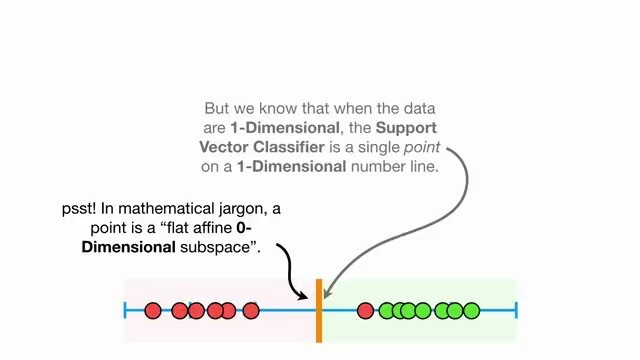 But we know that when the data
are 1-Dimensional, the Support
Vector Classifier is a single point
on a 1-Dimensional number line.
psst! In mathematical jargon, a
point is a “flat affine 0-
Dimensional subspace”.